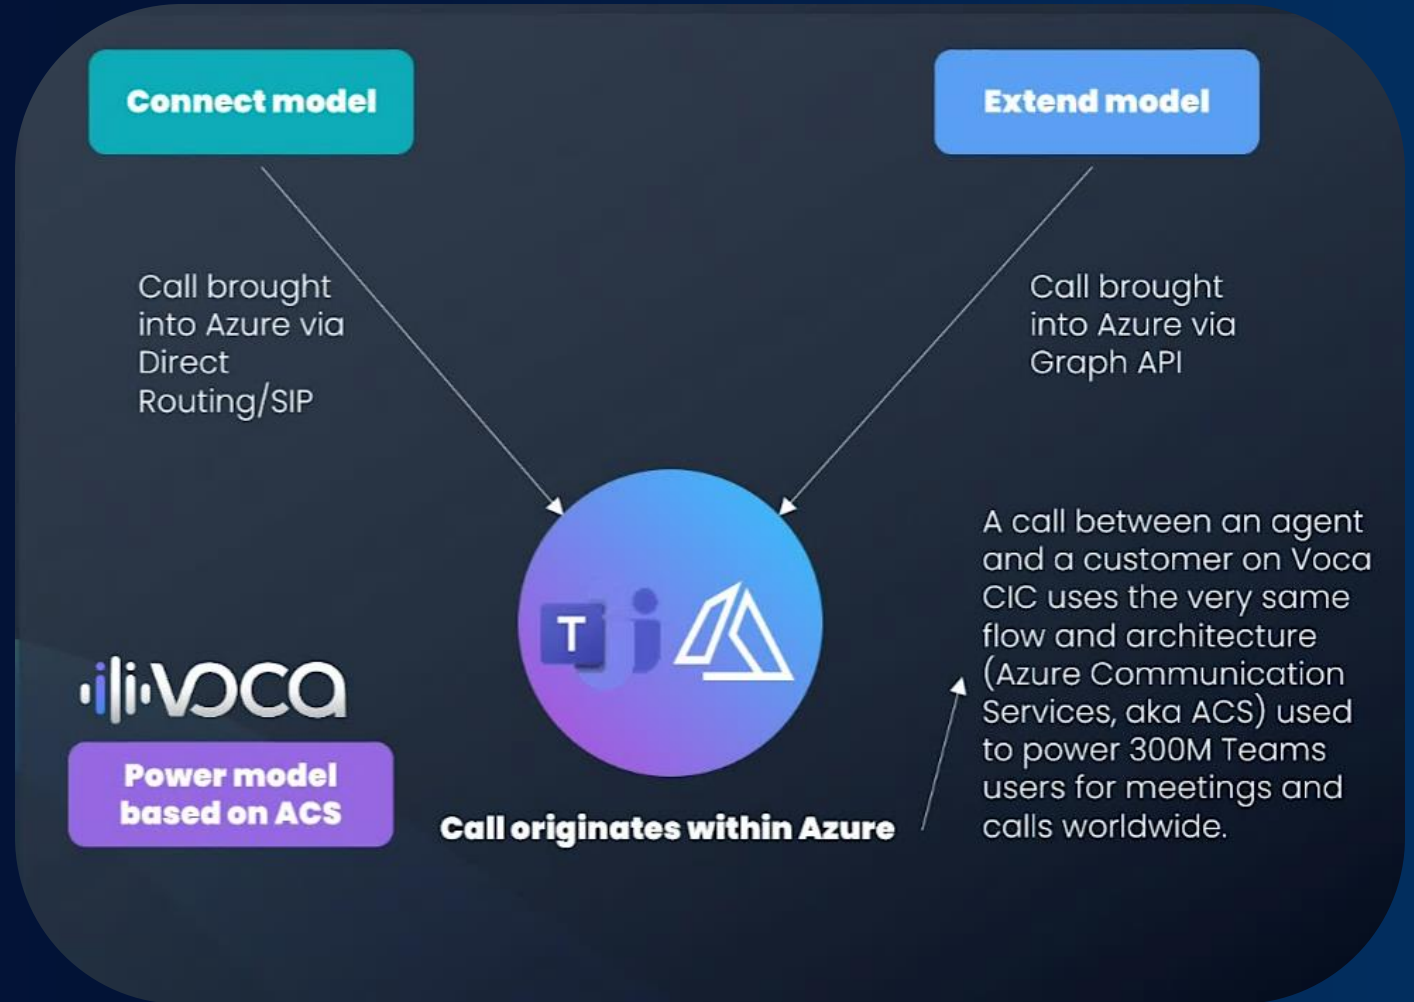 Connect model
Extend model
Call brought
into Azure via
Direct
Routing/SIP
Call brought
into Azure via
Graph API
A call between an agent
and a customer on Voca
CIC uses the very same
flow and architecture
(Azure Communication
Services, aka ACS) used
to power 300M Teams
users for meetings and
calls worldwide.
T
voca
Power model
based on ACS
Call originates within Azure